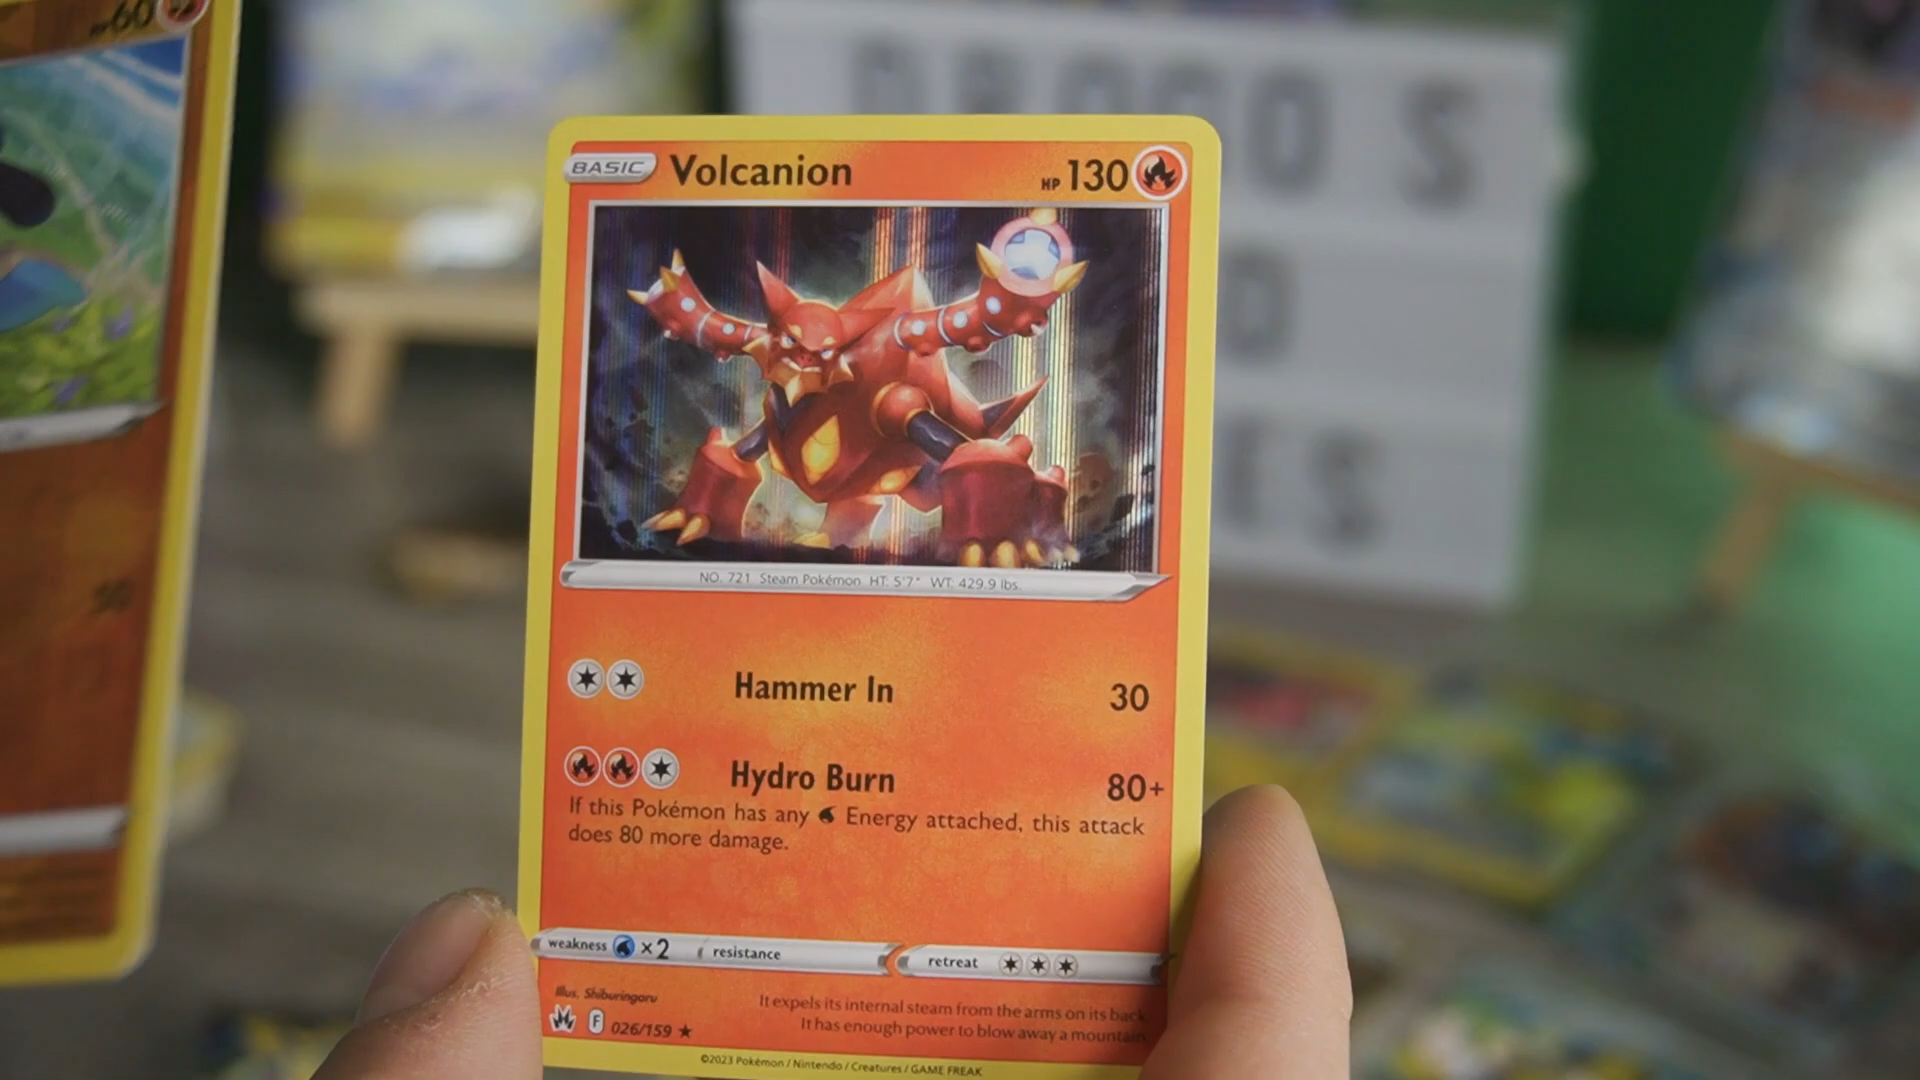 HP 60
BASIC Volcanion HP 130
NO. 721 Steam Pokémon HT: 5'7" WT: 429.9 lbs.
Hammer In 30
Hydro Burn 80+
If this Pokémon has any Energy attached, this attack
does 80 more damage.
weakness ×2 resistance retreat
Illus. Shiburingaru
It expels its internal steam from the arms on its back.
It has enough power to blow away a mountain.
F 026/159
©2023 Pokémon / Nintendo / Creatures / GAME FREAK